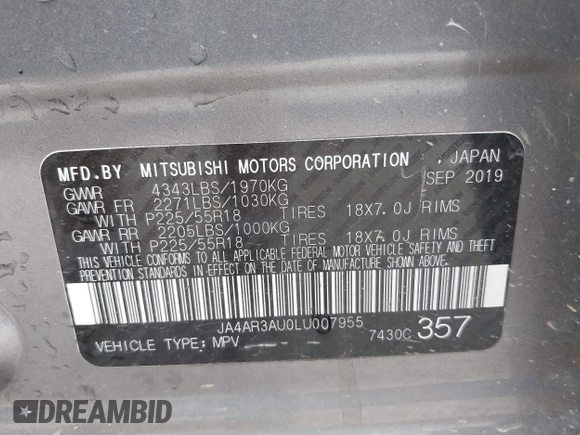 MFD.BY MITSUBISHI MOTORS CORPORATION , JAPAN
GVWR 4343LBS/1970KG SEP 2019
GAWR FR 2271LBS/1030KG
WITH P225/55R18 TIRES 18X7.0J RIMS
GAWR RR 2205LBS/1000KG
WITH P225/55R18 TIRES 18X7.0J RIMS
THIS VEHICLE CONFORMS TO ALL APPLICABLE FEDERAL MOTOR VEHICLE SAFETY AND THEFT
PREVENTION STANDARDS IN EFFECT ON THE DATE OF MANUFACTURE SHOWN ABOVE.
JA4AR3AU0LU007955
VEHICLE TYPE: MPV 7430C 357
DREAMBID